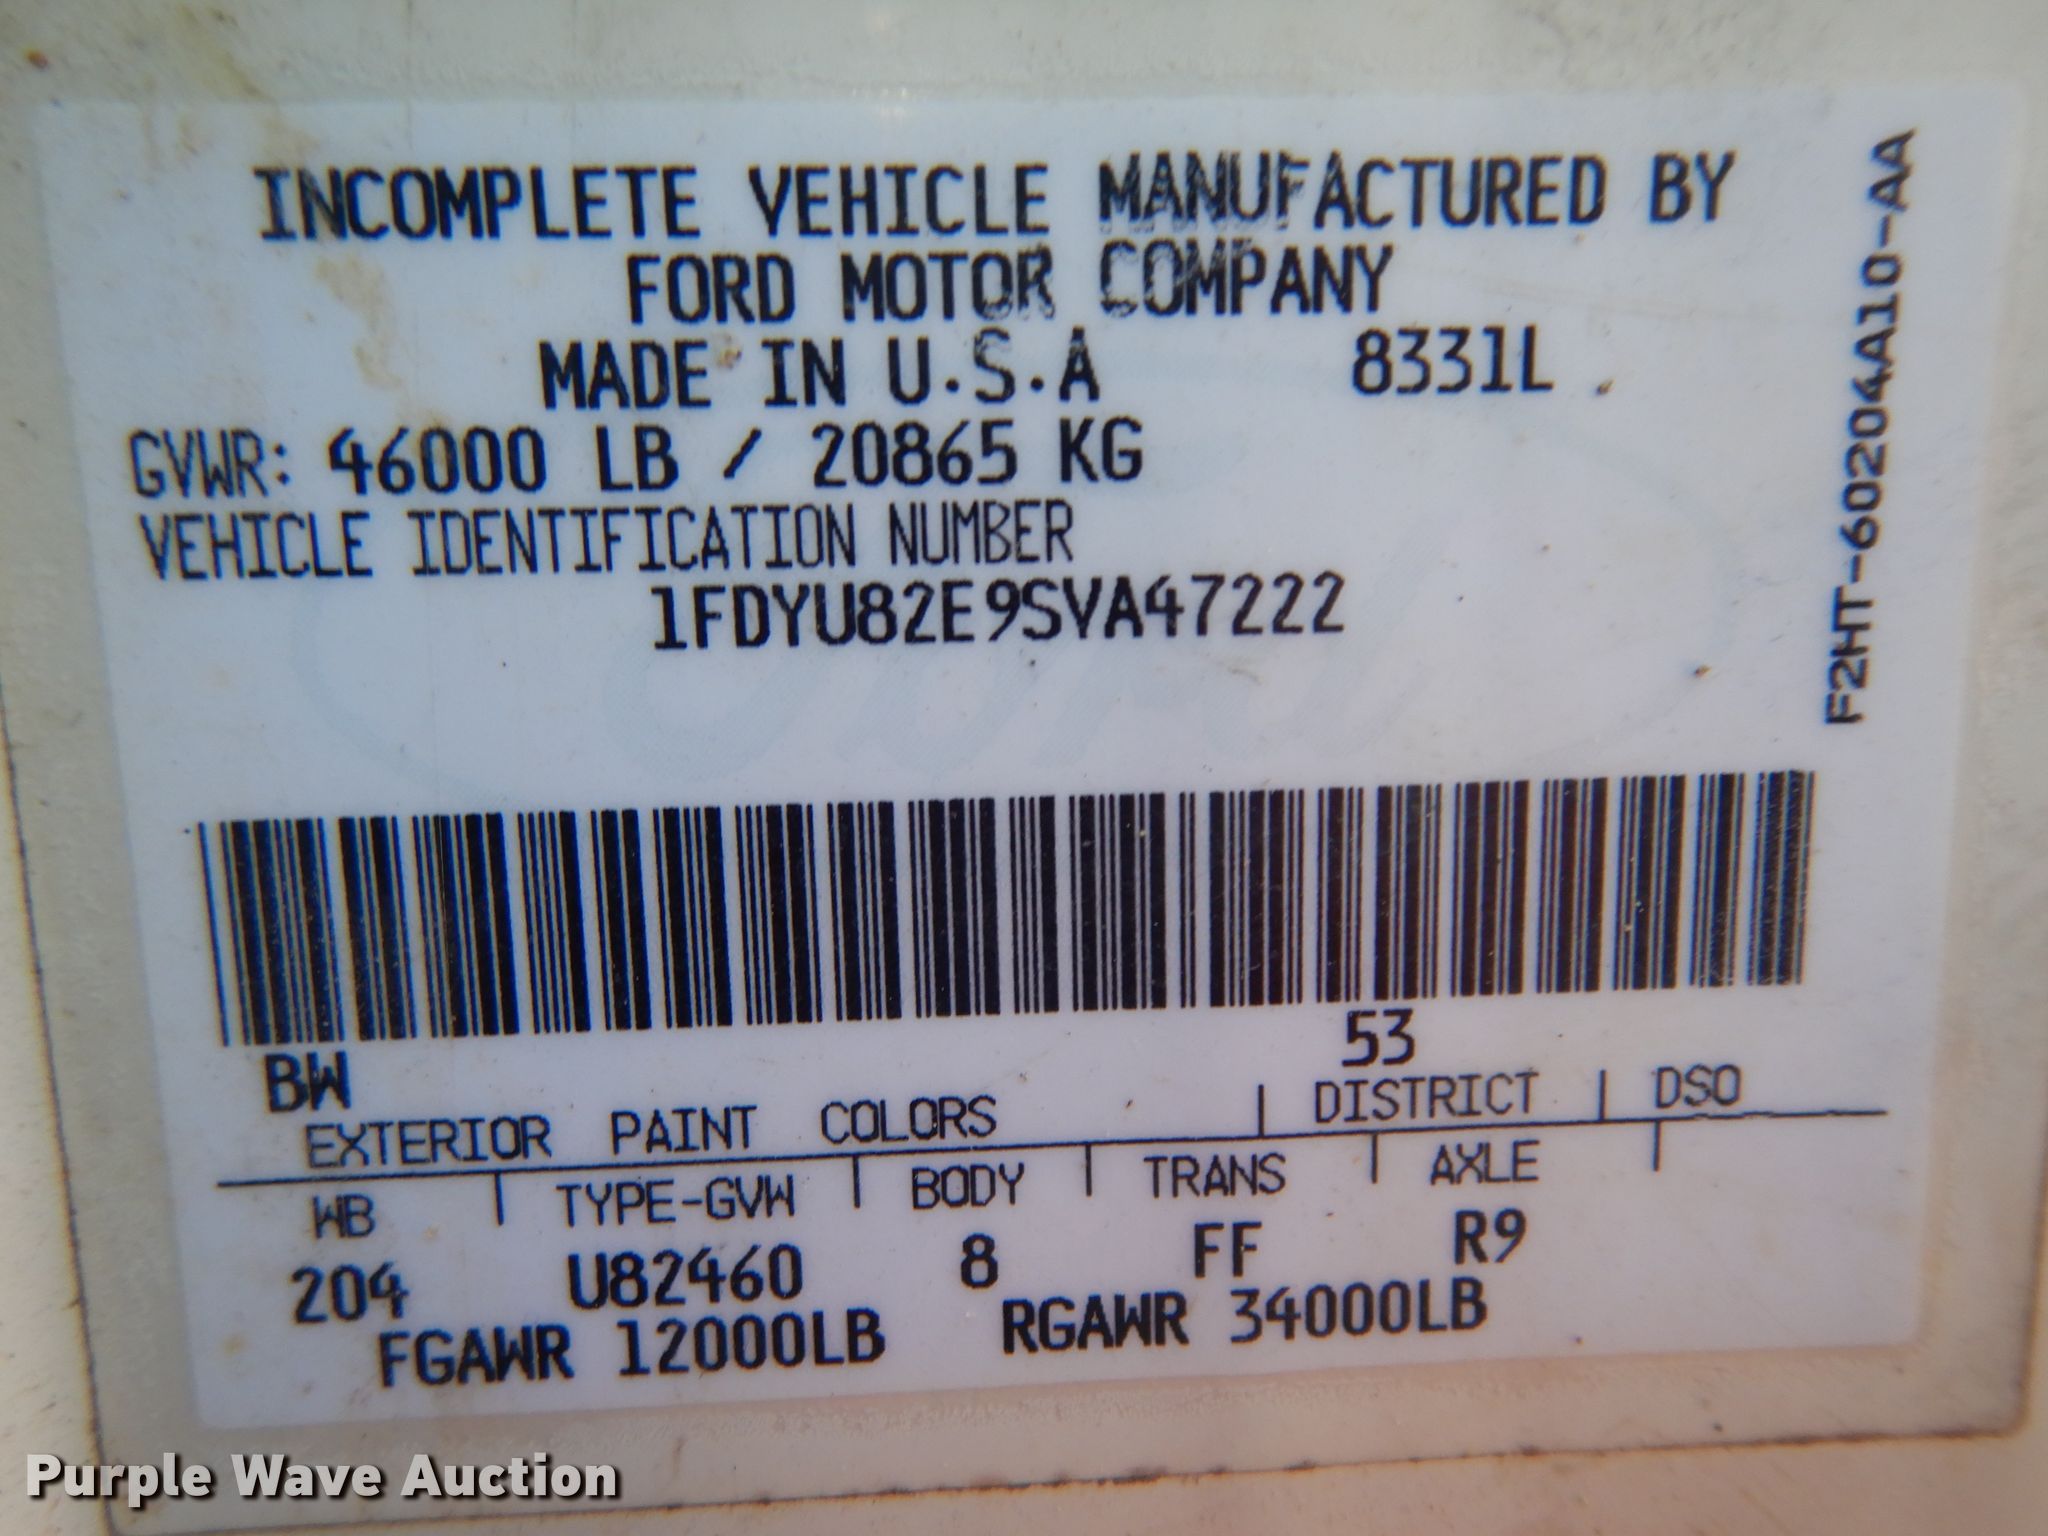 INCOMPLETE VEHICLE MANUFACTURED BY
FORD MOTOR COMPANY
MADE IN U.S.A 8331L
GVWR: 46000 LB / 20865 KG
VEHICLE IDENTIFICATION NUMBER
1FDYU82E9SVA47222
F2HT-60204A10-AA
BW 53
EXTERIOR PAINT COLORS DISTRICT DSO
WB TYPE-GVW BODY TRANS AXLE
204 U82460 8 FF R9
FGAWR 12000LB RGAWR 34000LB
Purple Wave Auction